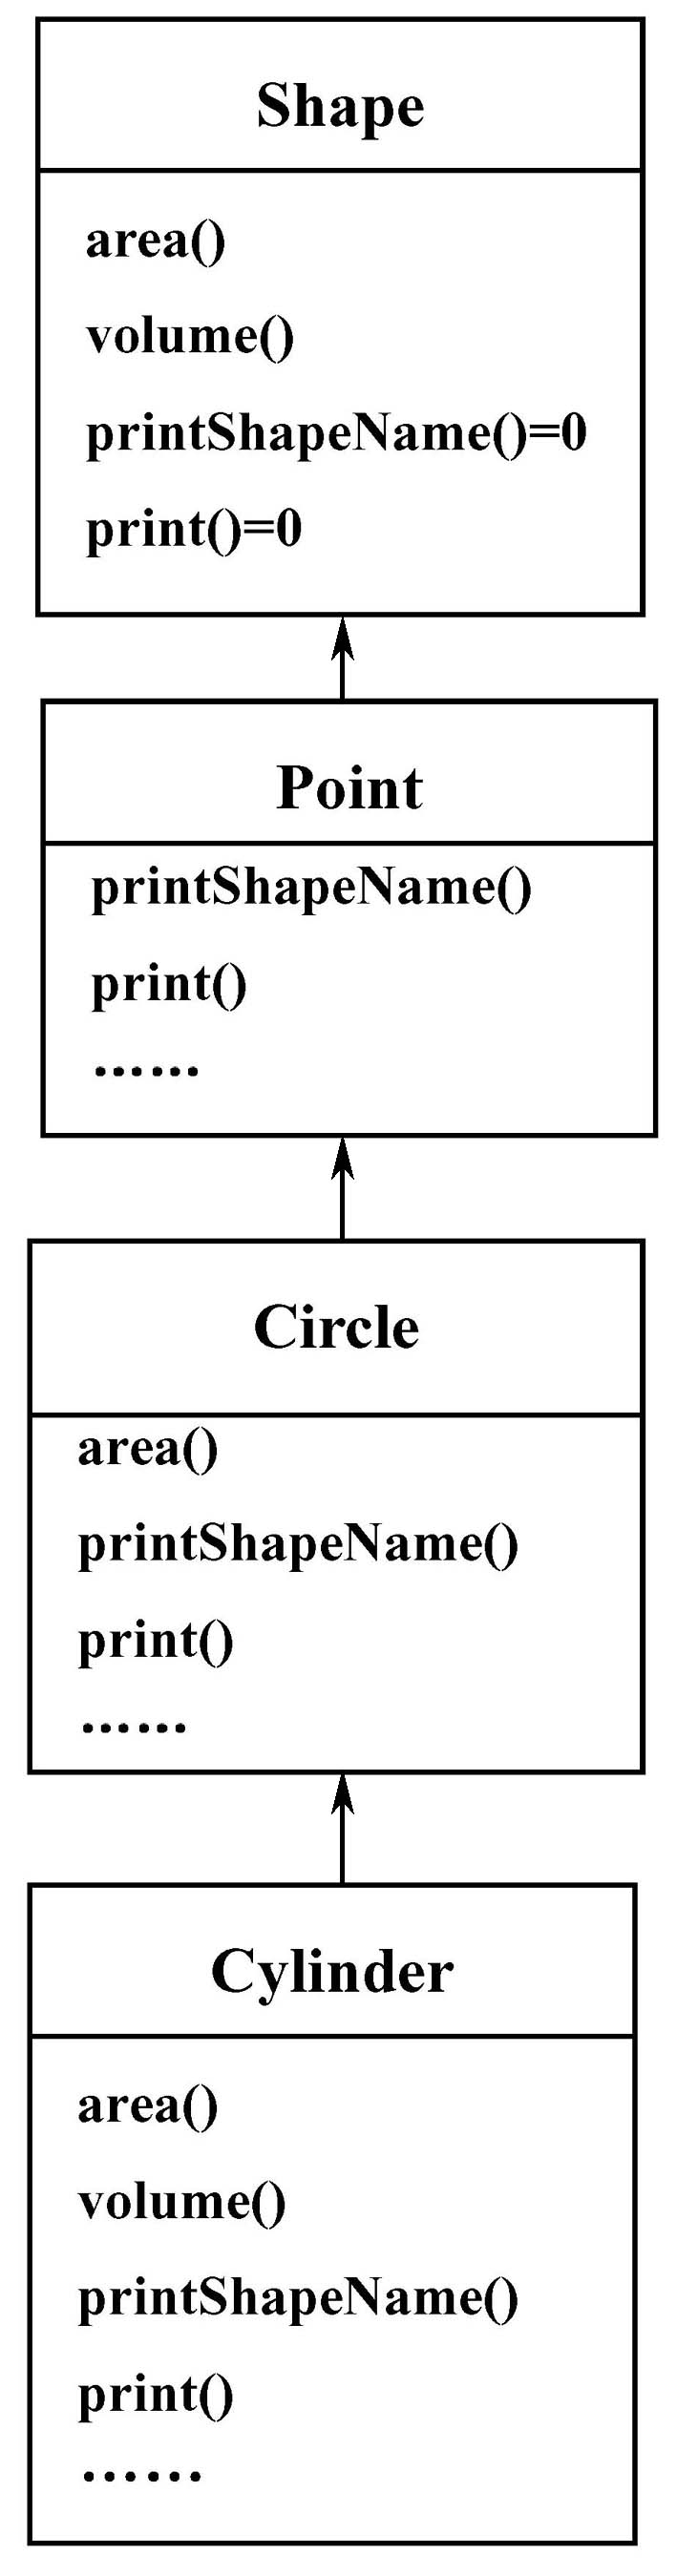 Shape
area()
volume()
printShapeName()=0
print()=0
Point
printShapeName()
print()
……
Circle
area()
printShapeName()
print()
……
Cylinder
area()
volume()
printShapeName()
print()
……